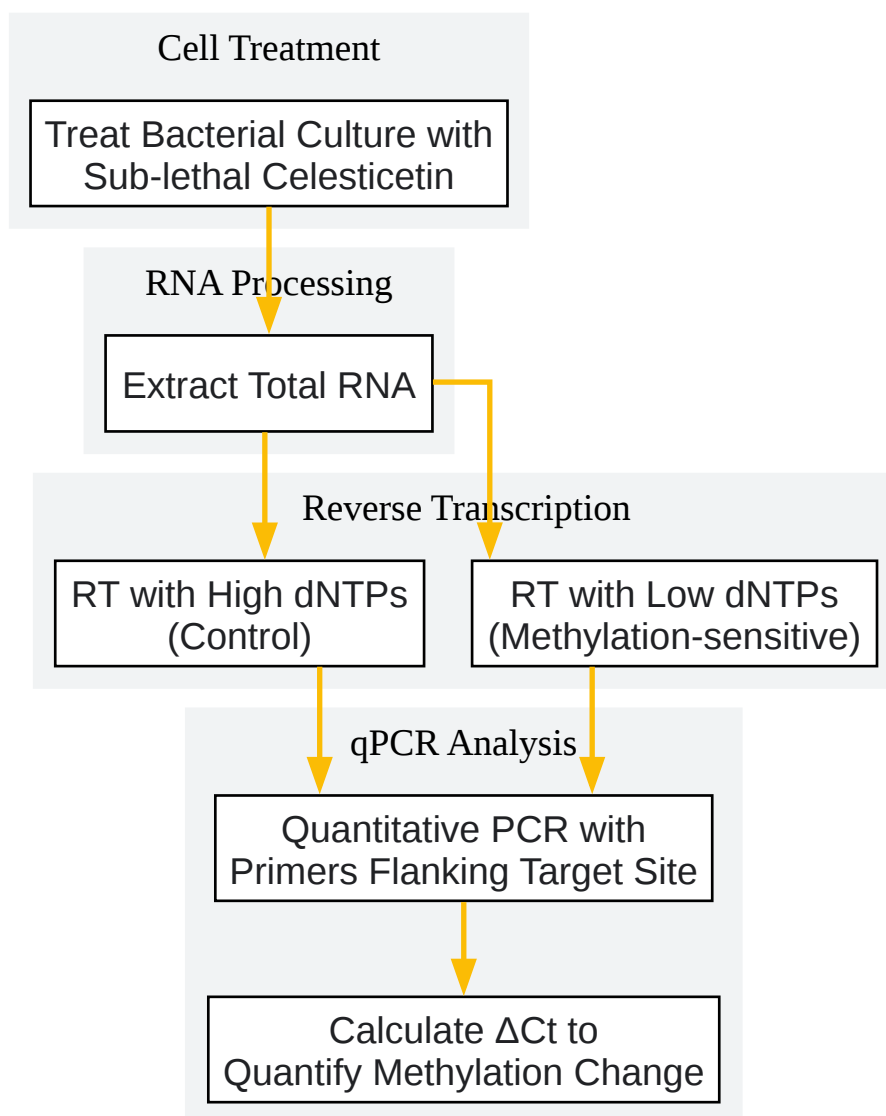 Cell Treatment
Treat Bacterial Culture with
Sub-lethal Celesticetin
RNA Processing
Extract Total RNA
Reverse Transcription
RT with High dNTPs
(Control)
RT with Low dNTPs
(Methylation-sensitive)
qPCR Analysis
Quantitative PCR with
Primers Flanking Target Site
Calculate ΔCt to
Quantify Methylation Change